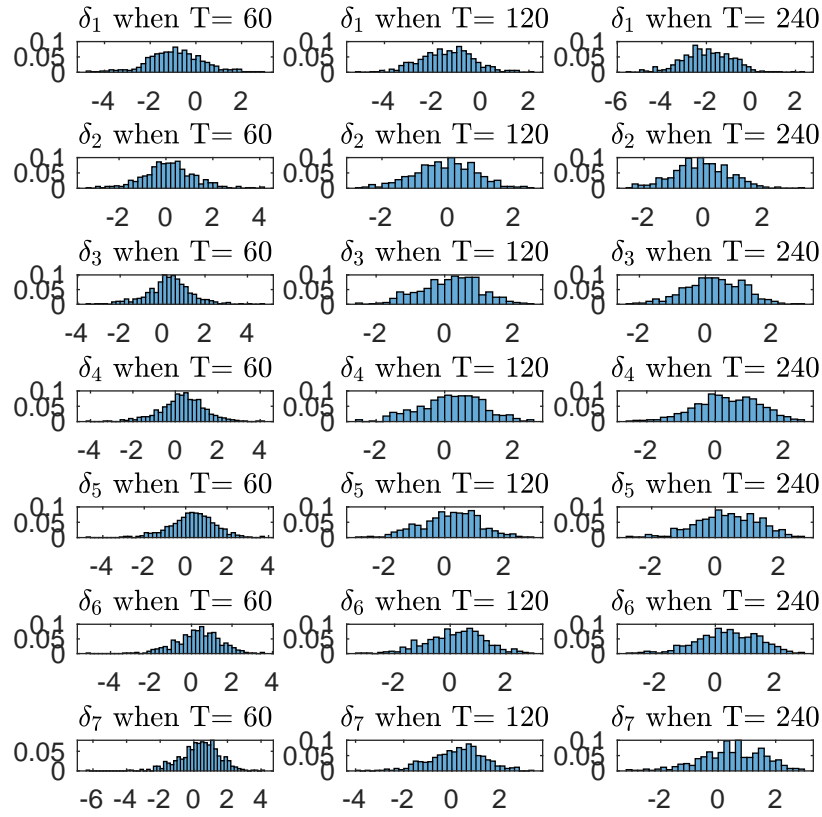 δ1 when T= 60 δ1 when T= 120 δ1 when T= 240
0.1 0.1 0.1
0.05 0.05 0.05
0 0 0
-4 -2 0 2 -4 -2 0 2 -6 -4 -2 0 2
δ2 when T= 60 δ2 when T= 120 δ2 when T= 240
0.1 0.1 0.1
0.05 0.05 0.05
0 0 0
-2 0 2 4 -2 0 2 -2 0 2
δ3 when T= 60 δ3 when T= 120 δ3 when T= 240
0.1 0.1 0.1
0.05 0.05 0.05
0 0 0
-4 -2 0 2 4 -2 0 2 -2 0 2
δ4 when T= 60 δ4 when T= 120 δ4 when T= 240
0.1 0.1 0.1
0.05 0.05 0.05
0 0 0
-4 -2 0 2 4 -2 0 2 -2 0 2
δ5 when T= 60 δ5 when T= 120 δ5 when T= 240
0.1 0.1 0.1
0.05 0.05 0.05
0 0 0
-4 -2 0 2 4 -2 0 2 -2 0 2
δ6 when T= 60 δ6 when T= 120 δ6 when T= 240
0.1 0.1 0.1
0.05 0.05 0.05
0 0 0
-4 -2 0 2 4 -2 0 2 -2 0 2
δ7 when T= 60 δ7 when T= 120 δ7 when T= 240
0.1 0.1
0.05 0.05 0.05
0 0 0
-6 -4 -2 0 2 4 -4 -2 0 2 -2 0 2